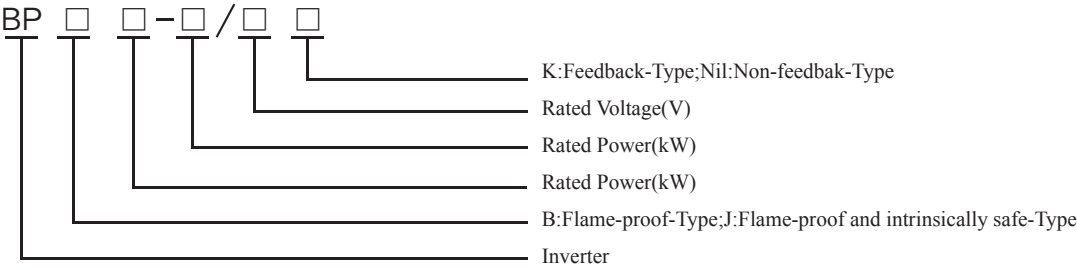 BP □ □-□/□ □
K:Feedback-Type;Nil:Non-feedbak-Type
Rated Voltage(V)
Rated Power(kW)
Rated Power(kW)
B:Flame-proof-Type;J:Flame-proof and intrinsically safe-Type
Inverter